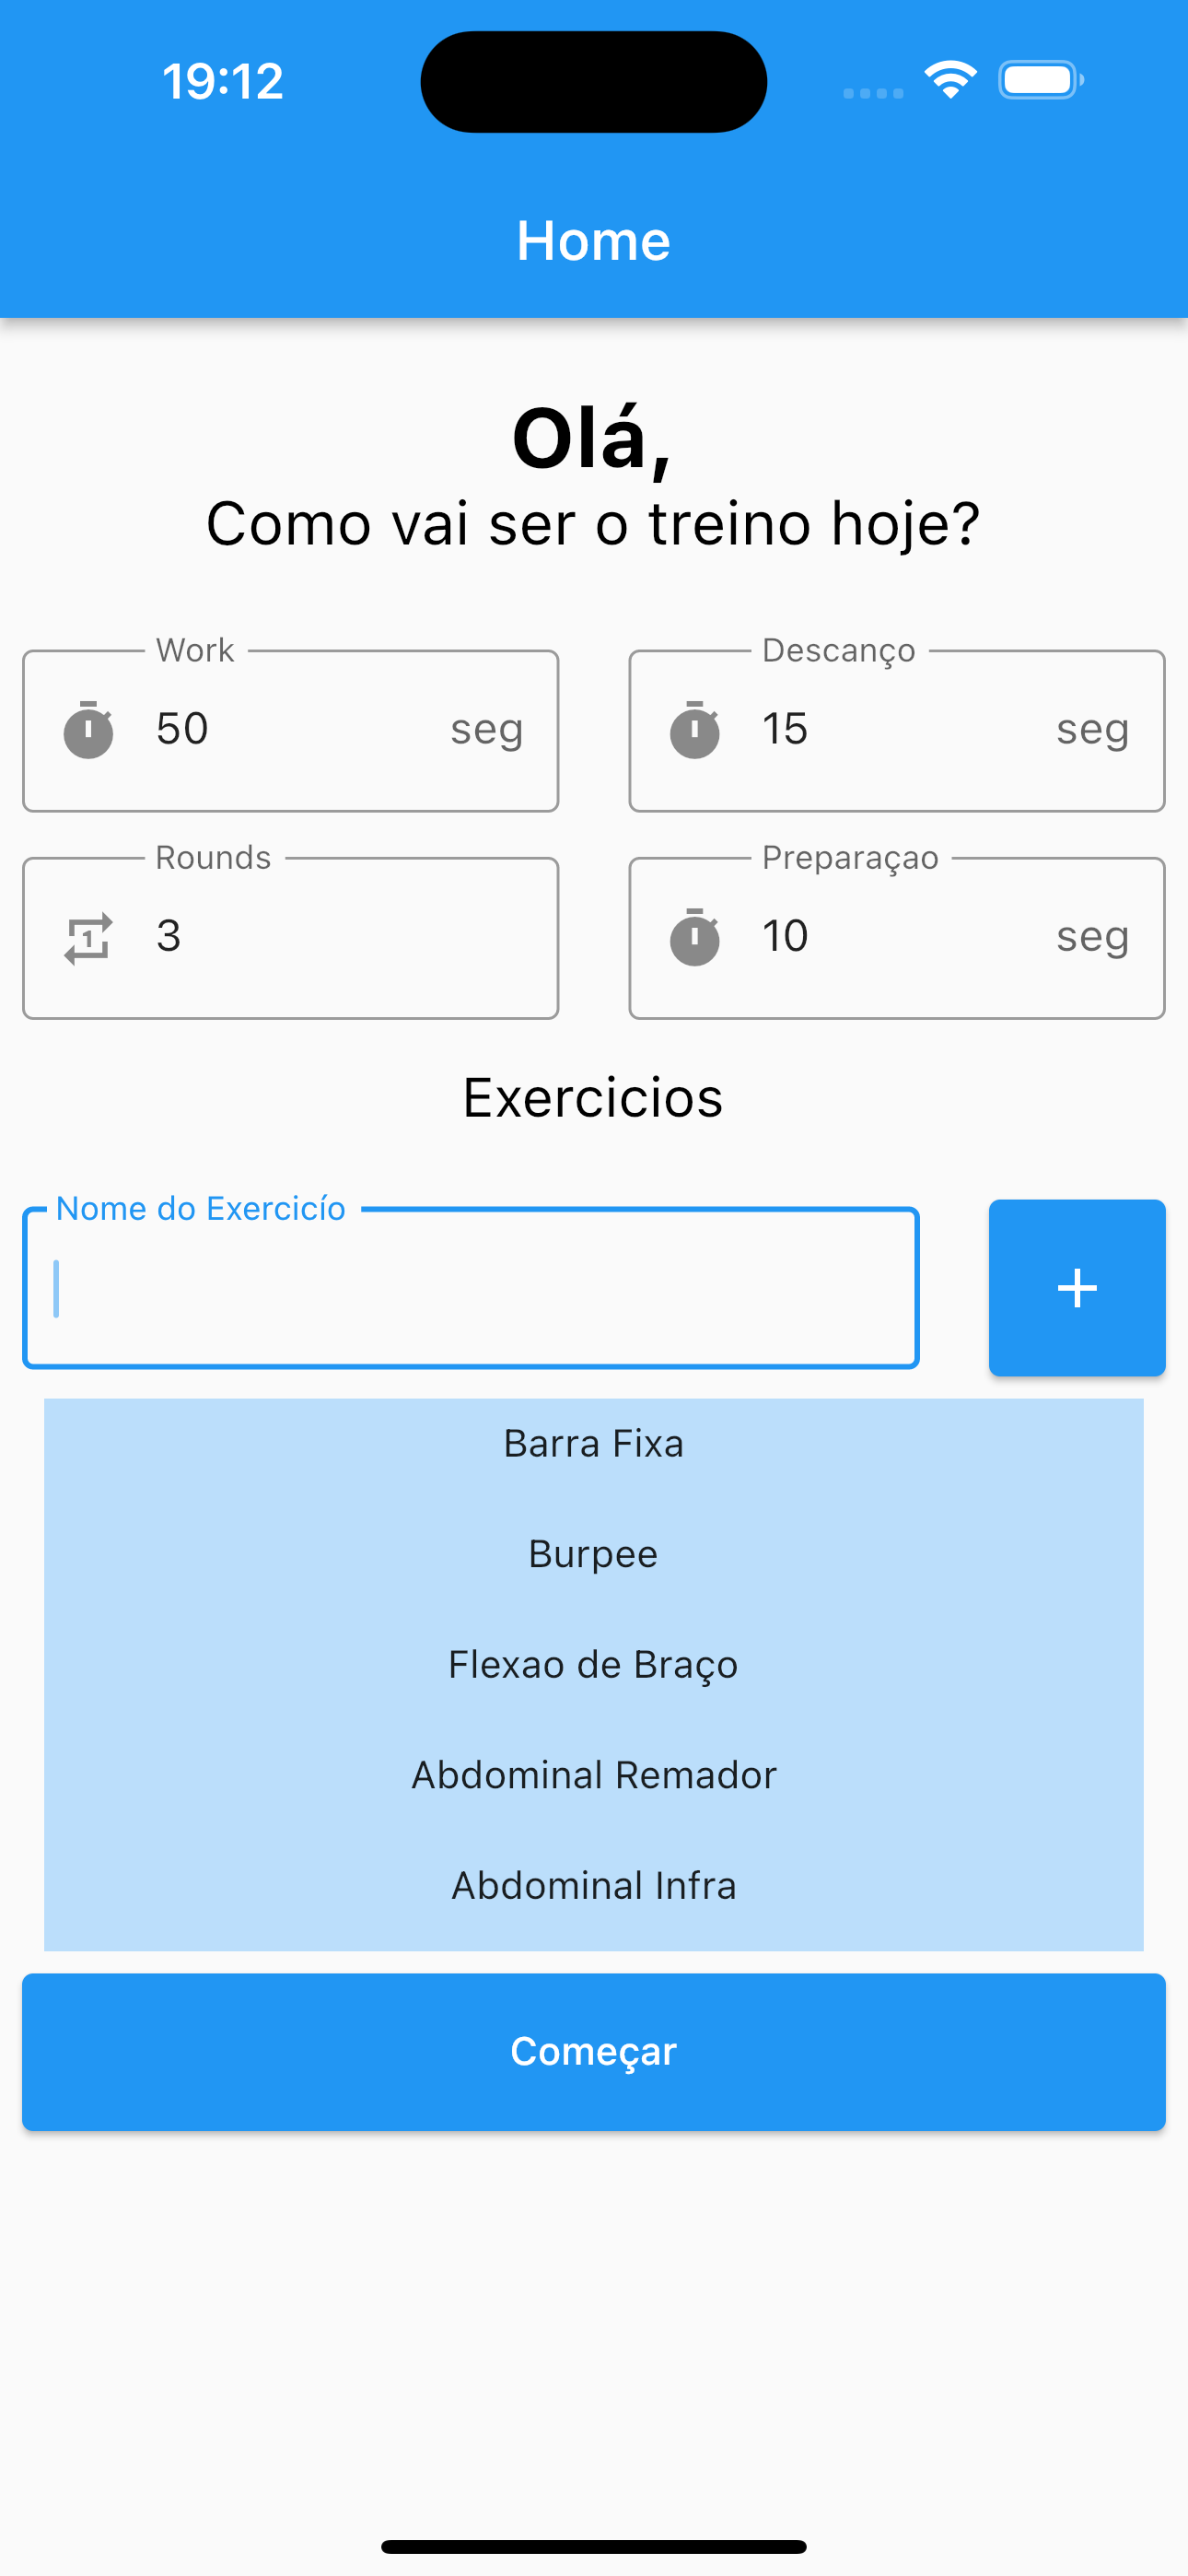 19:12
Home
Olá,
Como vai ser o treino hoje?
Work
50 seg
Descanço
15 seg
Rounds
1 3
Preparaçao
10 seg
Exercicios
Nome do Exercicío
+
Barra Fixa
Burpee
Flexao de Braço
Abdominal Remador
Abdominal Infra
Começar